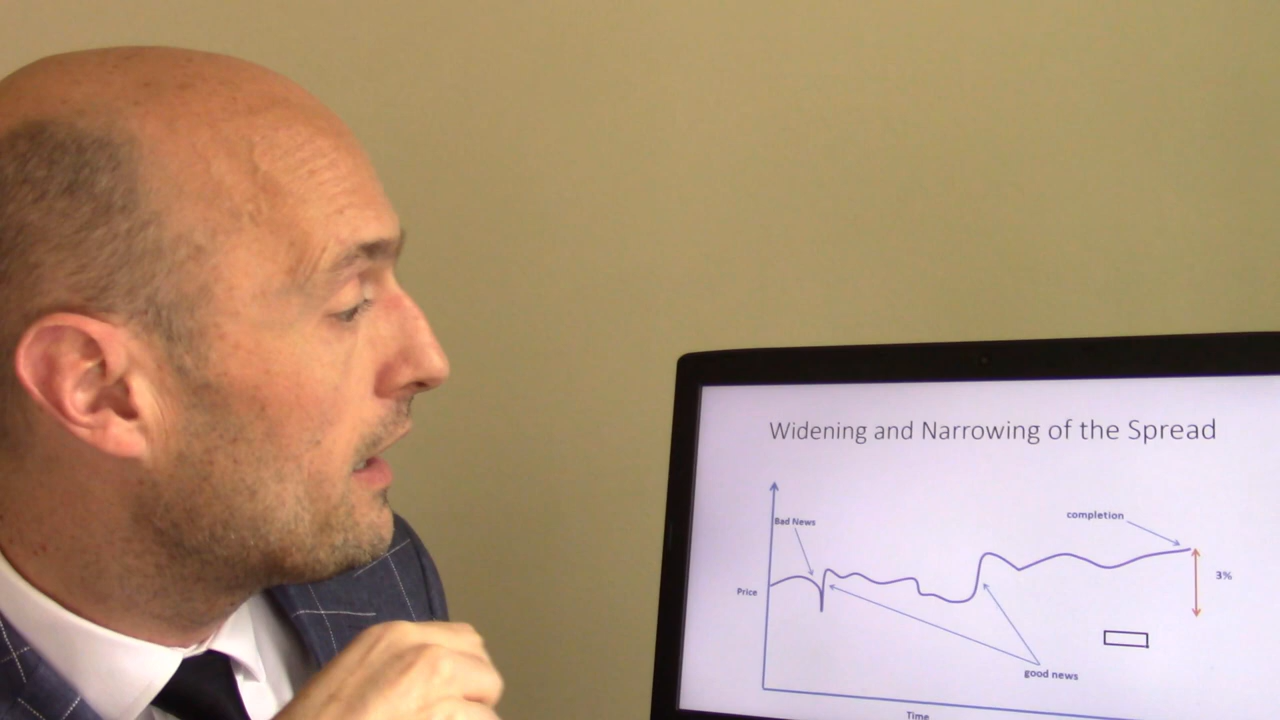 Widening and Narrowing of the Spread
completion
Bad News
3%
Price
good news
Time